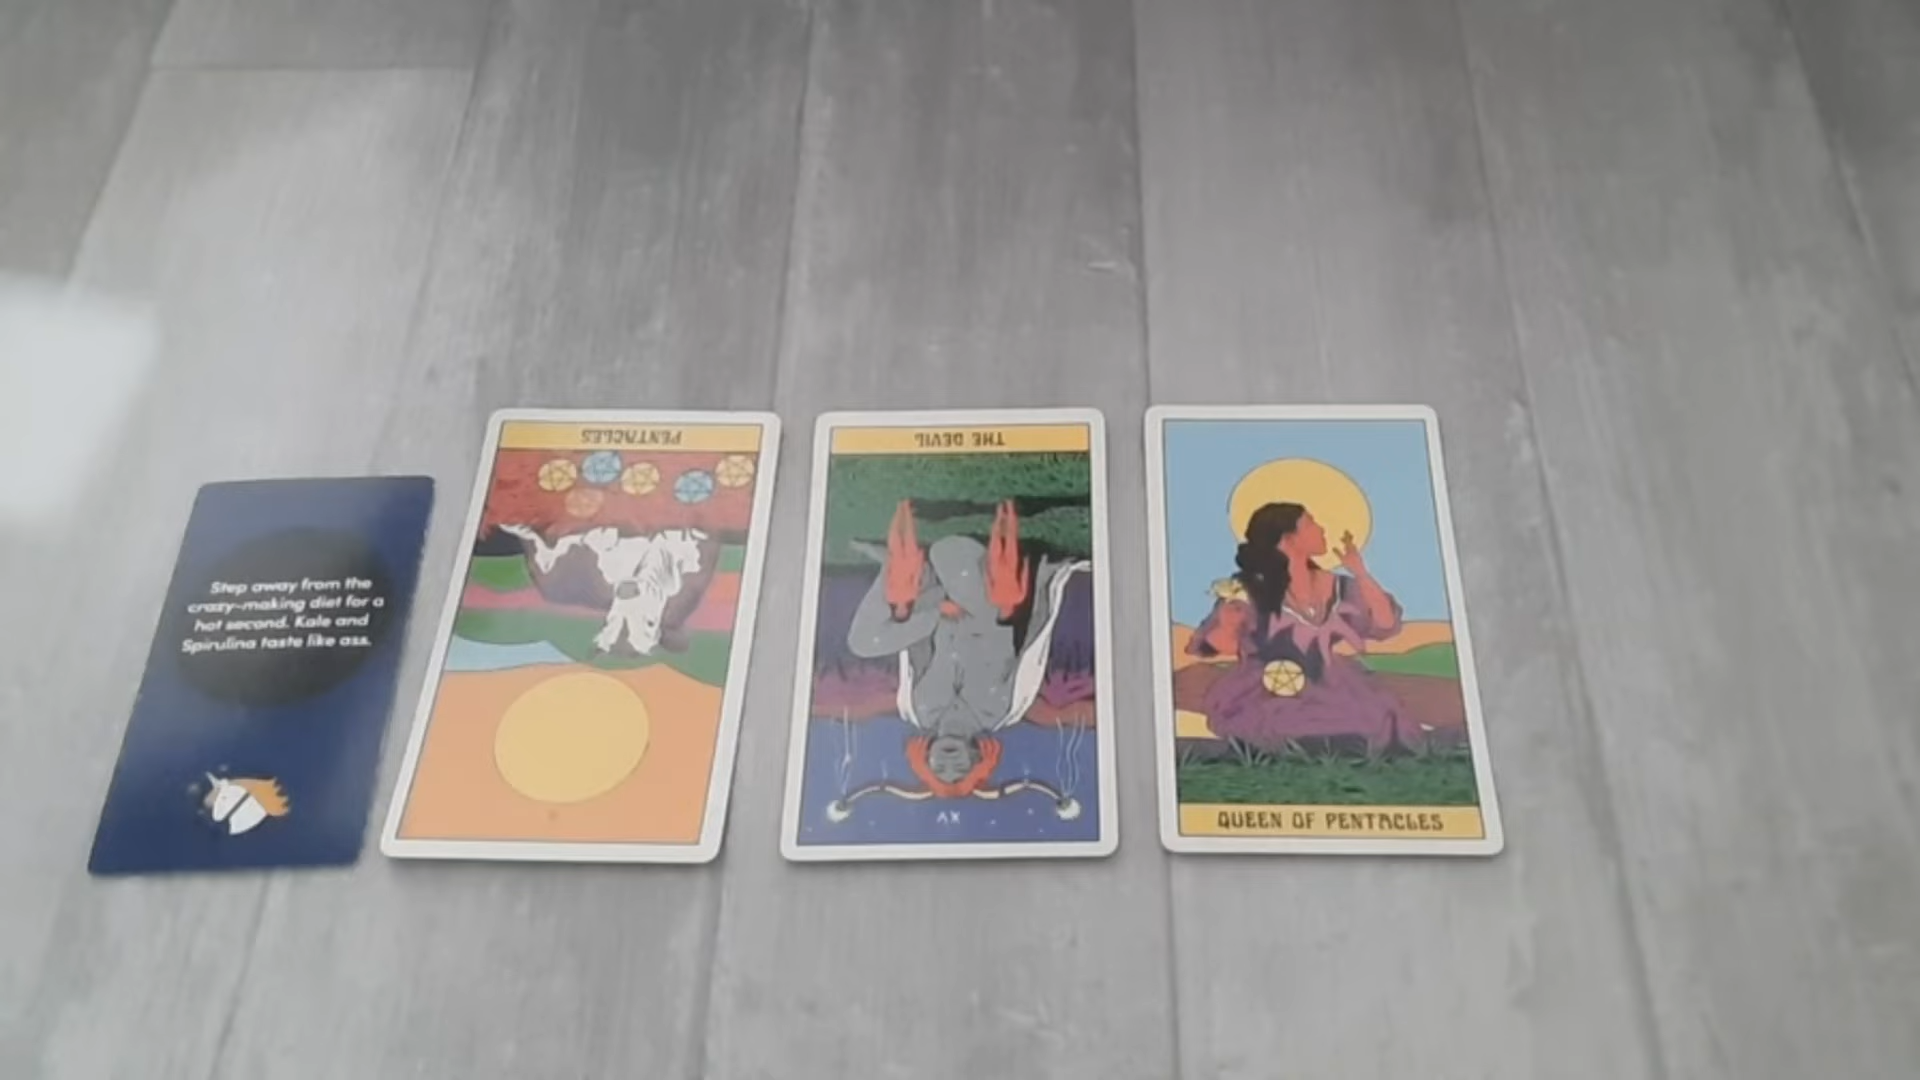 Step away from the
crazy-making diet for a
hot second. Kale and
Spirulina taste like ass.
PENTACLES
THE DEVIL
XV
QUEEN OF PENTACLES